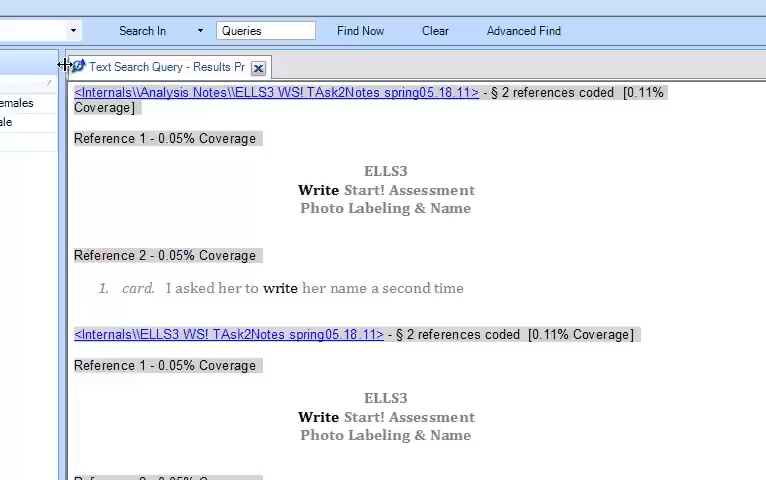 Search In Queries Find Now Clear Advanced Find
Text Search Query - Results Pr
emales
ale
<Internals\\Analysis Notes\\ELLS3 WS! TAsk2Notes spring05.18.11> - § 2 references coded [0.11%
Coverage]
Reference 1 - 0.05% Coverage
ELLS3
Write Start! Assessment
Photo Labeling & Name
Reference 2 - 0.05% Coverage
1. card. I asked her to write her name a second time
<Internals\\ELLS3 WS! TAsk2Notes spring05.18.11> - § 2 references coded [0.11% Coverage]
Reference 1 - 0.05% Coverage
ELLS3
Write Start! Assessment
Photo Labeling & Name